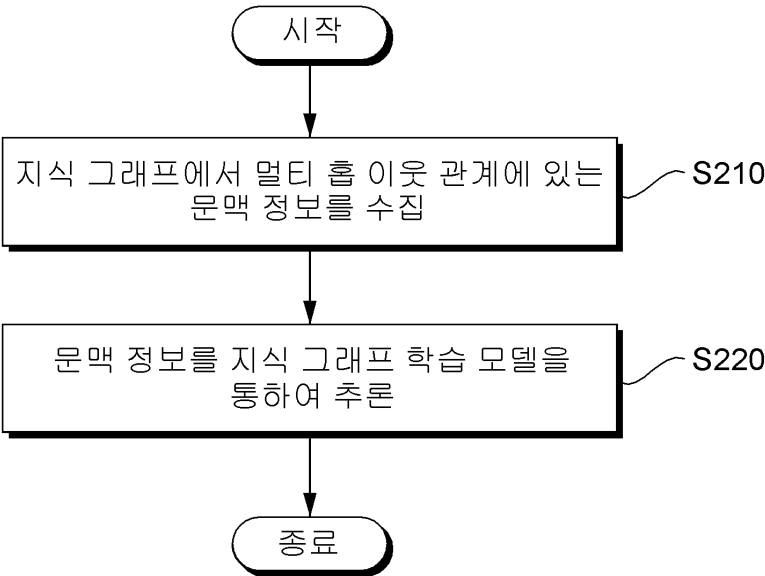 시작
지식 그래프에서 멀티 홉 이웃 관계에 있는
문맥 정보를 수집
S210
문맥 정보를 지식 그래프 학습 모델을
통하여 추론
S220
종료